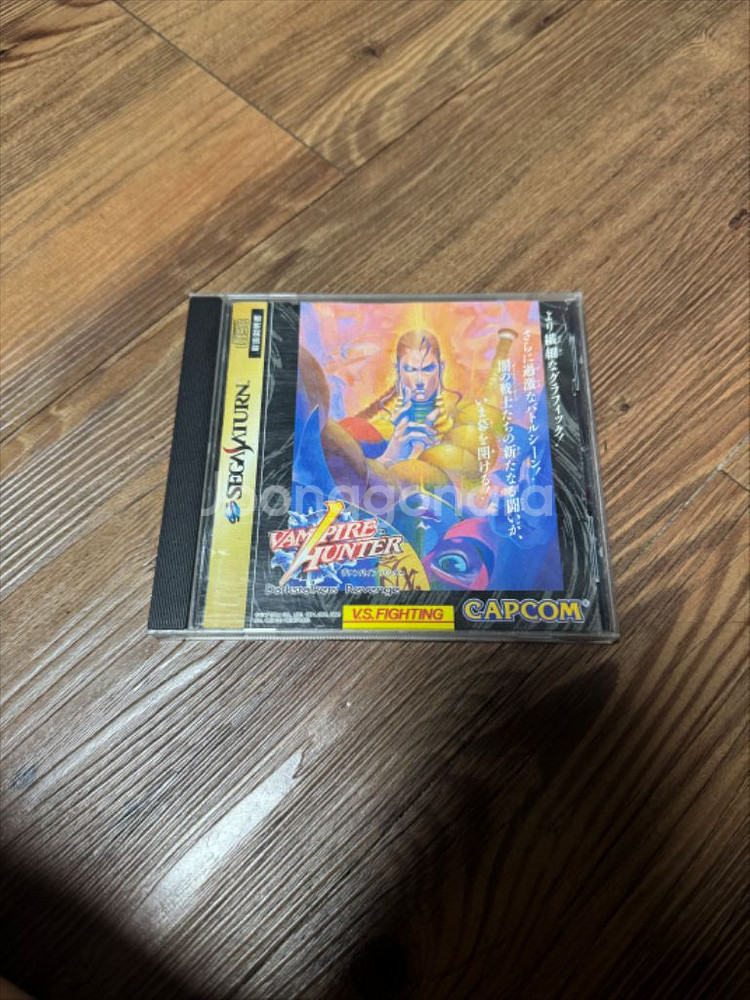 SEGA SATURN
より繊細なグラフィック!
さらに過激なバトルシーン!
闇の戦士たちの新たなる闘いが、
いま幕を開ける!!
VAMPIRE
HUNTER
Darkstalkers' Revenge
V.S. FIGHTING
CAPCOM